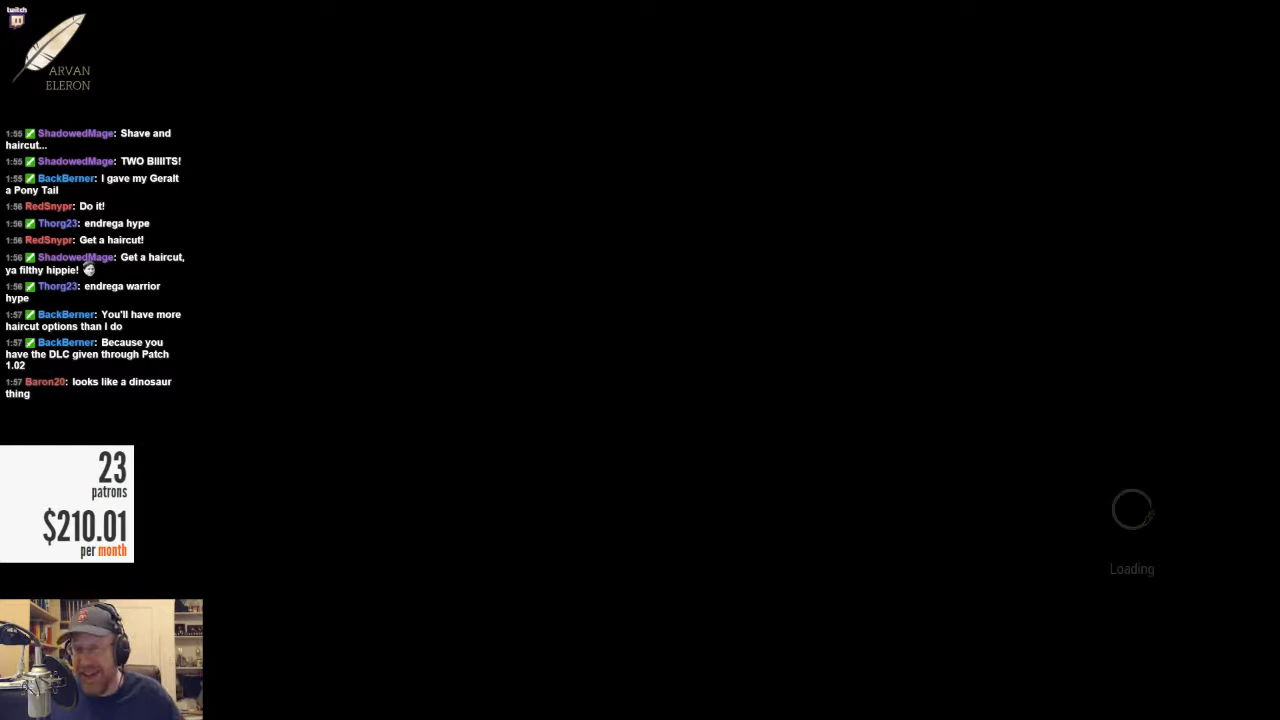 twitch
ARVAN
ELERON
1:55 ShadowedMage: Shave and
haircut...
1:55 ShadowedMage: TWO BIIIITS!
1:55 BackBerner: I gave my Geralt
a Pony Tail
1:56 RedSnypr: Do it!
1:56 Thorg23: endrega hype
1:56 RedSnypr: Get a haircut!
1:56 ShadowedMage: Get a haircut,
ya filthy hippie!
1:56 Thorg23: endrega warrior
hype
1:57 BackBerner: You'll have more
haircut options than I do
1:57 BackBerner: Because you
have the DLC given through Patch
1.02
1:57 Baron20: looks like a dinosaur
thing
23
patrons
$210.01
per month
Loading